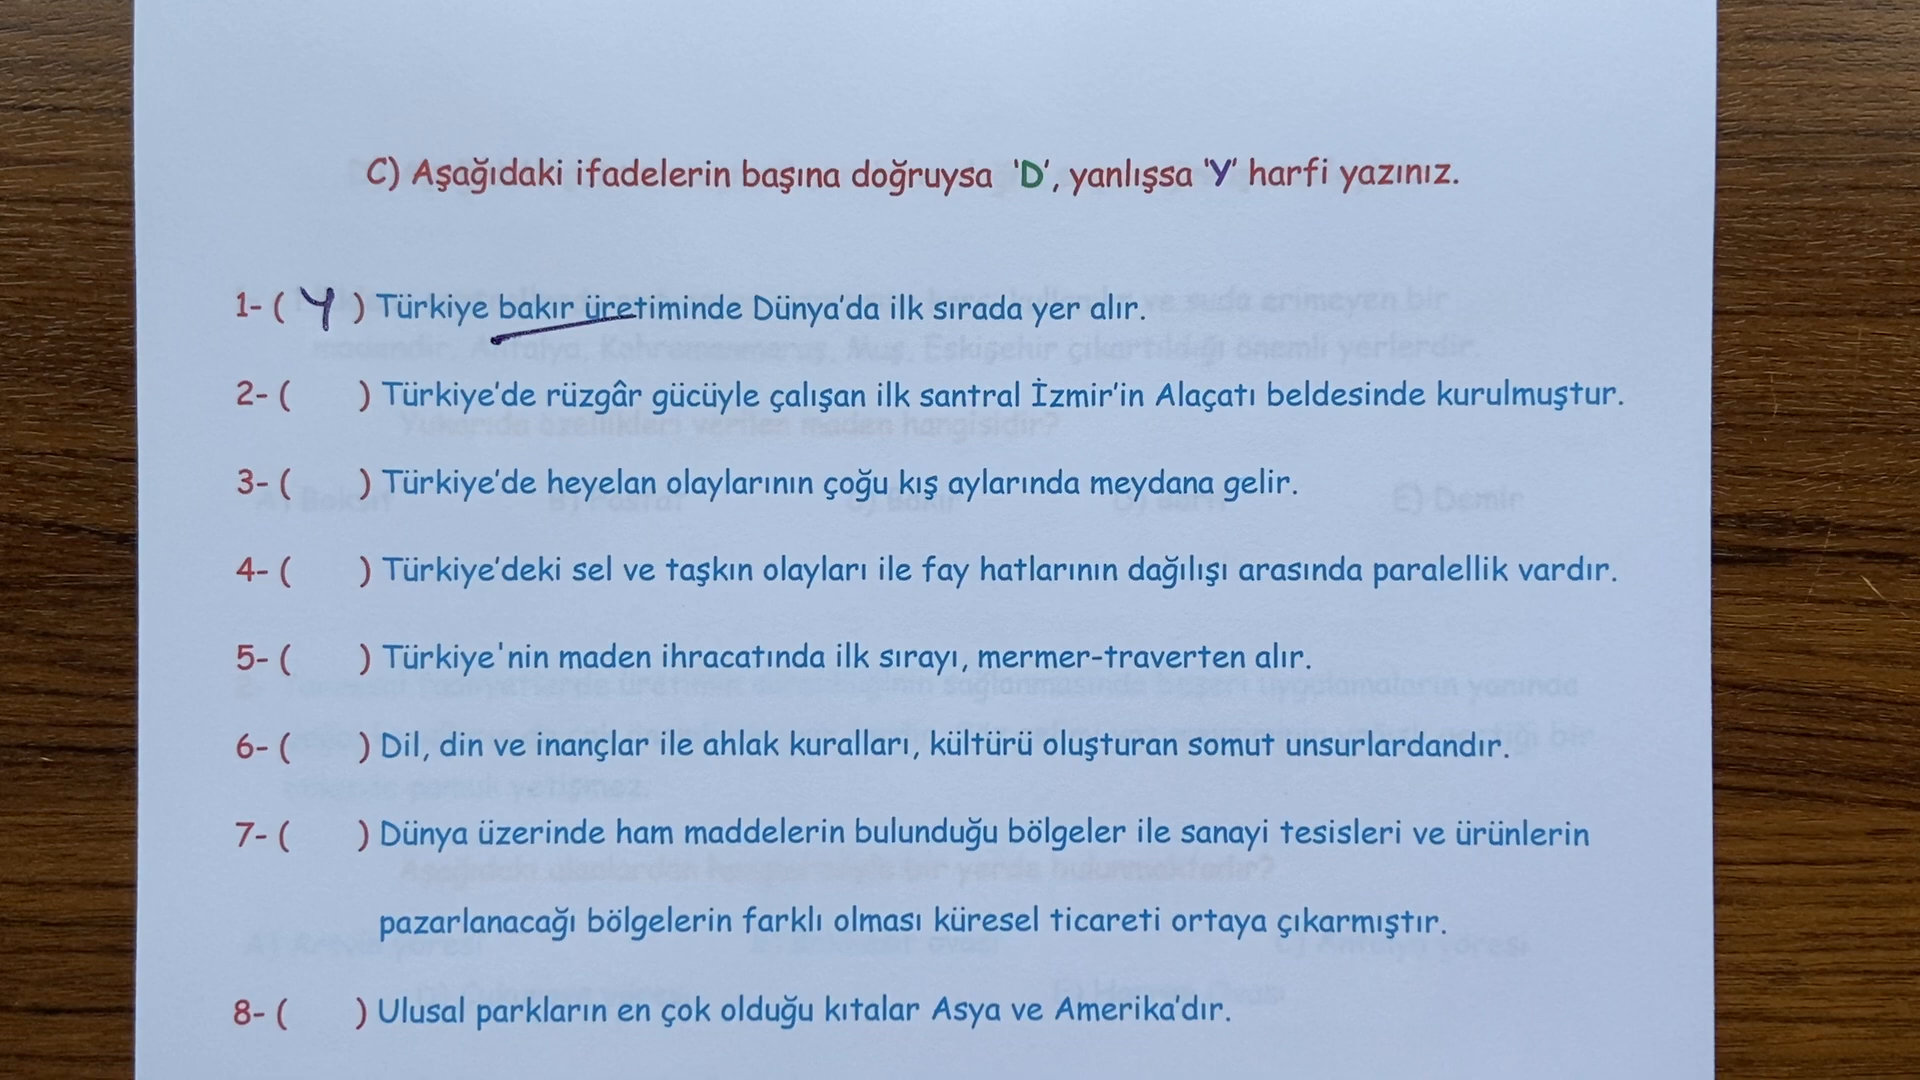 C) Aşağıdaki ifadelerin başına doğruysa 'D', yanlışsa 'Y' harfi yazınız.
1- ( Y ) Türkiye bakır üretiminde Dünya'da ilk sırada yer alır.
2- ( ) Türkiye'de rüzgâr gücüyle çalışan ilk santral İzmir'in Alaçatı beldesinde kurulmuştur.
3- ( ) Türkiye'de heyelan olaylarının çoğu kış aylarında meydana gelir.
4- ( ) Türkiye'deki sel ve taşkın olayları ile fay hatlarının dağılışı arasında paralellik vardır.
5- ( ) Türkiye'nin maden ihracatında ilk sırayı, mermer-traverten alır.
6- ( ) Dil, din ve inançlar ile ahlak kuralları, kültürü oluşturan somut unsurlardandır.
7- ( ) Dünya üzerinde ham maddelerin bulunduğu bölgeler ile sanayi tesisleri ve ürünlerin
pazarlanacağı bölgelerin farklı olması küresel ticareti ortaya çıkarmıştır.
8- ( ) Ulusal parkların en çok olduğu kıtalar Asya ve Amerika'dır.